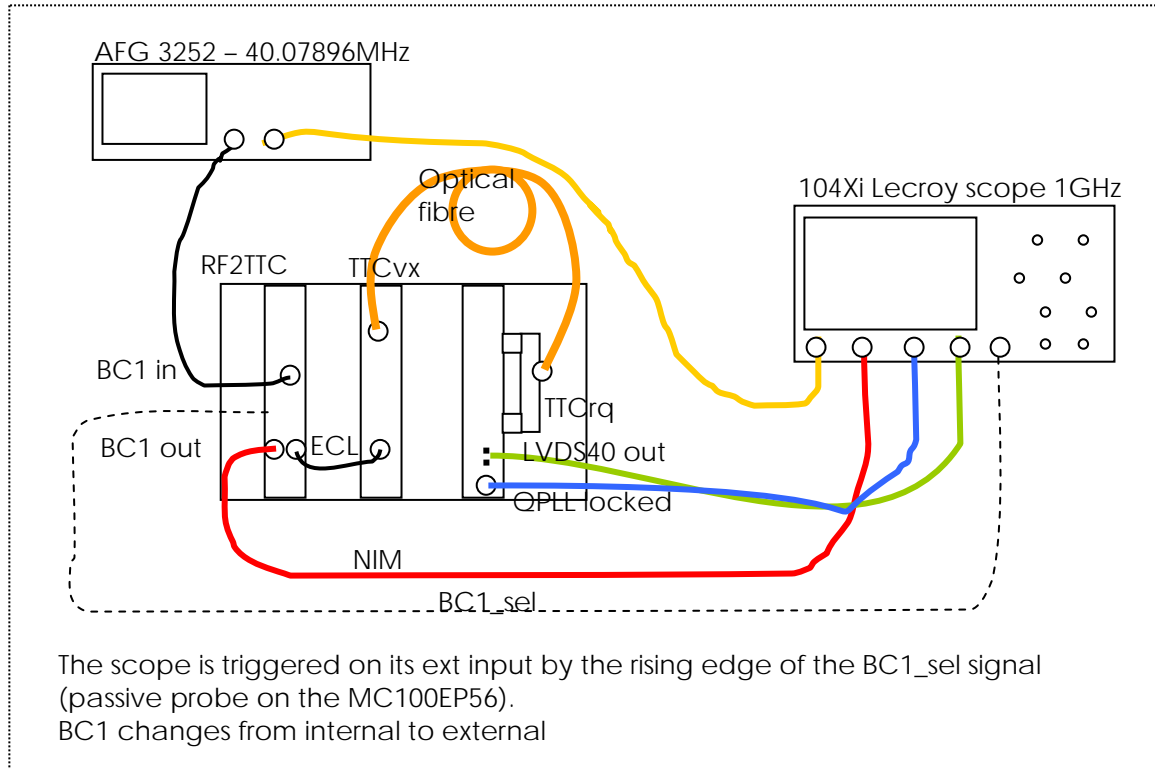 AFG 3252 – 40.07896MHz
Optical
fibre
104Xi Lecroy scope 1GHz
RF2TTC
TTCvx
BC1 in
TTCrq
BC1 out
ECL
LVDS40 out
QPLL locked
NIM
BC1_sel
The scope is triggered on its ext input by the rising edge of the BC1_sel signal
(passive probe on the MC100EP56).
BC1 changes from internal to external